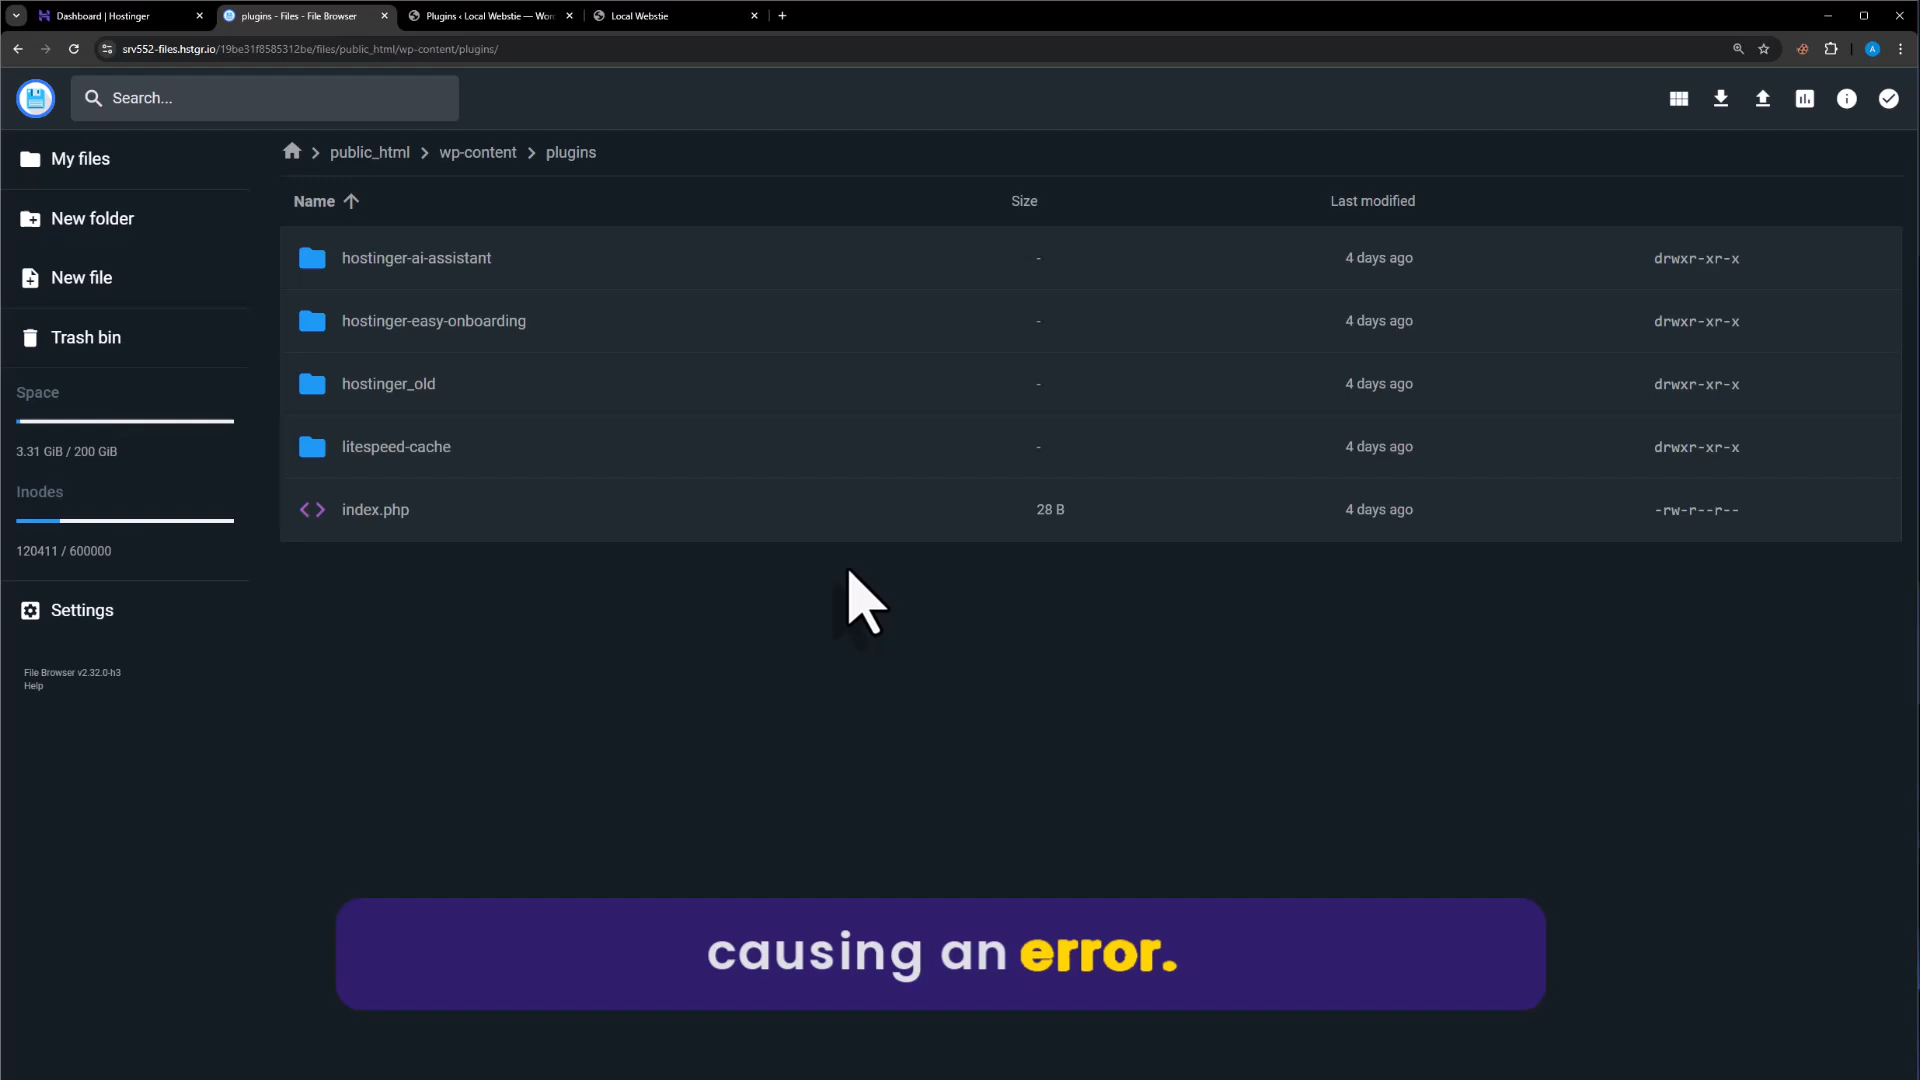 Dashboard | Hostinger
plugins - Files - File Browser
Plugins ‹ Local Webstie — Wor
Local Webstie
srv552-files.hstgr.io/19be31f8585312be/files/public_html/wp-content/plugins/
A
Search...
My files
New folder
New file
Trash bin
Space
3.31 GiB / 200 GiB
Inodes
120411 / 600000
Settings
File Browser v2.32.0-h3
Help
public_html
wp-content
plugins
Name Size Last modified
hostinger-ai-assistant - 4 days ago drwxr-xr-x
hostinger-easy-onboarding - 4 days ago drwxr-xr-x
hostinger_old - 4 days ago drwxr-xr-x
litespeed-cache - 4 days ago drwxr-xr-x
index.php 28 B 4 days ago -rw-r--r--
causing an error.